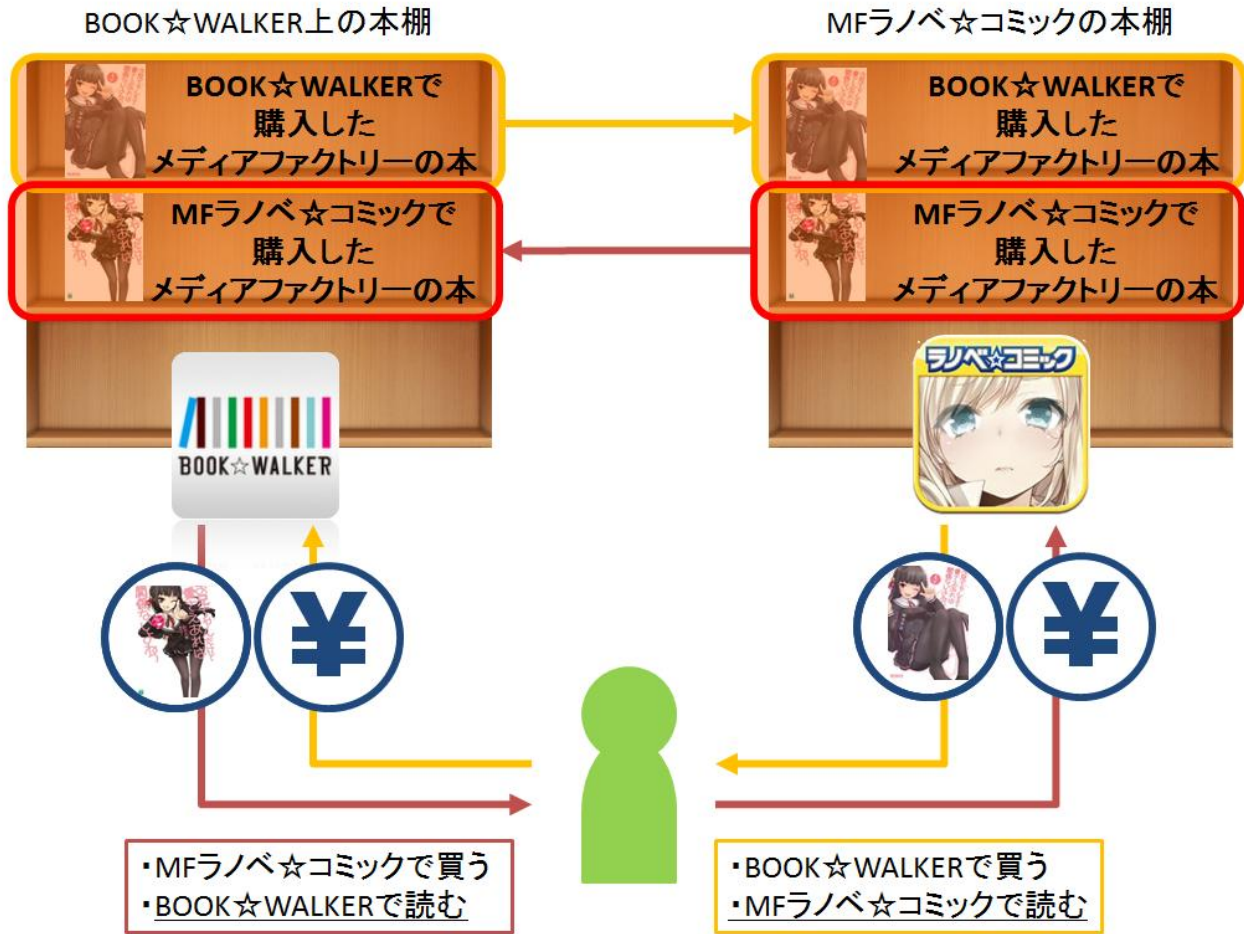 BOOK☆WALKER上の本棚
MFラノベ☆コミックの本棚
BOOK☆WALKERで
購入した
メディアファクトリーの本
BOOK☆WALKERで
購入した
メディアファクトリーの本
MFラノベ☆コミックで
購入した
メディアファクトリーの本
MFラノベ☆コミックで
購入した
メディアファクトリーの本
BOOK☆WALKER
ラノベ☆コミック
¥
¥
・MFラノベ☆コミックで買う
・BOOK☆WALKERで読む
・BOOK☆WALKERで買う
・MFラノベ☆コミックで読む